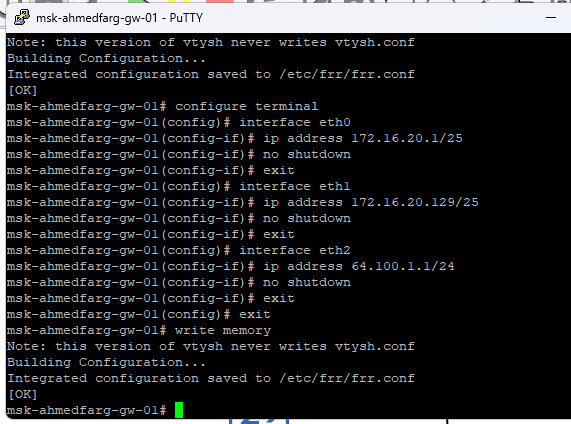 msk-ahmedfarg-gw-01 - PuTTY
Note: this version of vtysh never writes vtysh.conf
Building Configuration...
Integrated configuration saved to /etc/frr/frr.conf
[OK]
msk-ahmedfarg-gw-01# configure terminal
msk-ahmedfarg-gw-01(config)# interface eth0
msk-ahmedfarg-gw-01(config-if)# ip address 172.16.20.1/25
msk-ahmedfarg-gw-01(config-if)# no shutdown
msk-ahmedfarg-gw-01(config-if)# exit
msk-ahmedfarg-gw-01(config)# interface eth1
msk-ahmedfarg-gw-01(config-if)# ip address 172.16.20.129/25
msk-ahmedfarg-gw-01(config-if)# no shutdown
msk-ahmedfarg-gw-01(config-if)# exit
msk-ahmedfarg-gw-01(config)# interface eth2
msk-ahmedfarg-gw-01(config-if)# ip address 64.100.1.1/24
msk-ahmedfarg-gw-01(config-if)# no shutdown
msk-ahmedfarg-gw-01(config-if)# exit
msk-ahmedfarg-gw-01(config)# exit
msk-ahmedfarg-gw-01# write memory
Note: this version of vtysh never writes vtysh.conf
Building Configuration...
Integrated configuration saved to /etc/frr/frr.conf
[OK]
msk-ahmedfarg-gw-01#